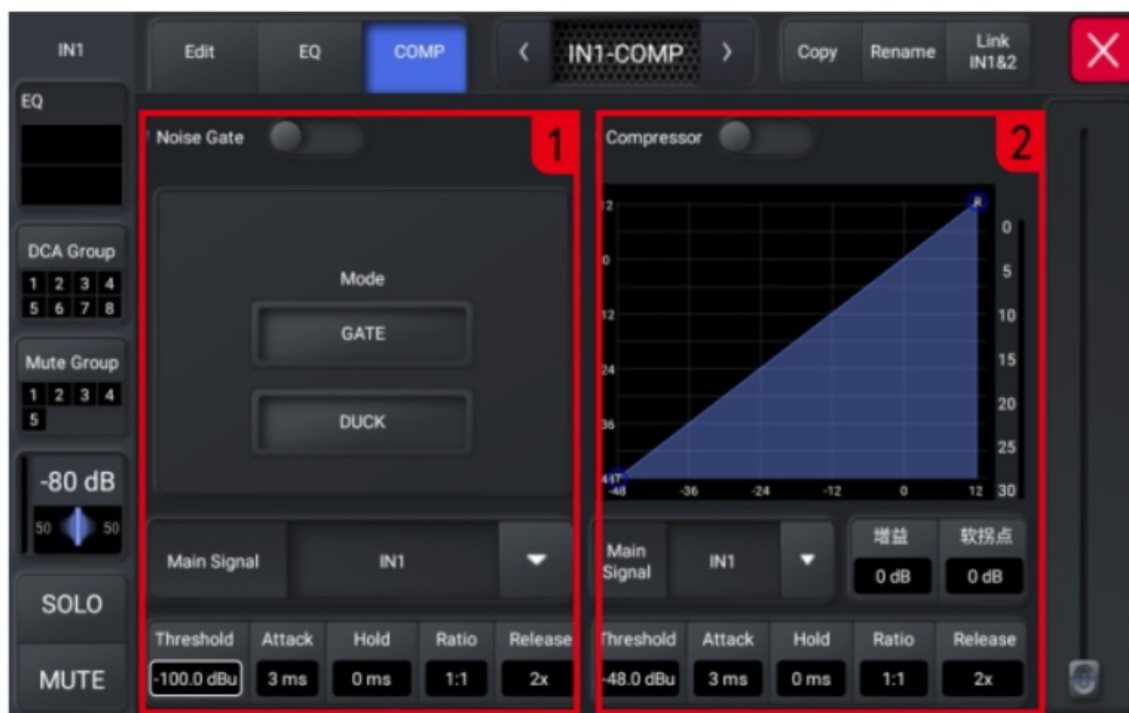 IN1
Edit
EQ
COMP
IN1-COMP
Copy
Rename
Link
IN1&2
EQ
DCA Group
1 2 3 4
5 6 7 8
Mute Group
1 2 3 4
5
-80 dB
50 50
SOLO
MUTE
Noise Gate
1
Mode
GATE
DUCK
Main Signal
IN1
Threshold Attack Hold Ratio Release
-100.0 dBu 3 ms 0 ms 1:1 2x
Compressor
2
12
0
12
24
36
-48 -36 -24 -12 0 12
0
5
10
15
20
25
30
Main
Signal
IN1
增益 软拐点
0 dB 0 dB
Threshold Attack Hold Ratio Release
-48.0 dBu 3 ms 0 ms 1:1 2x